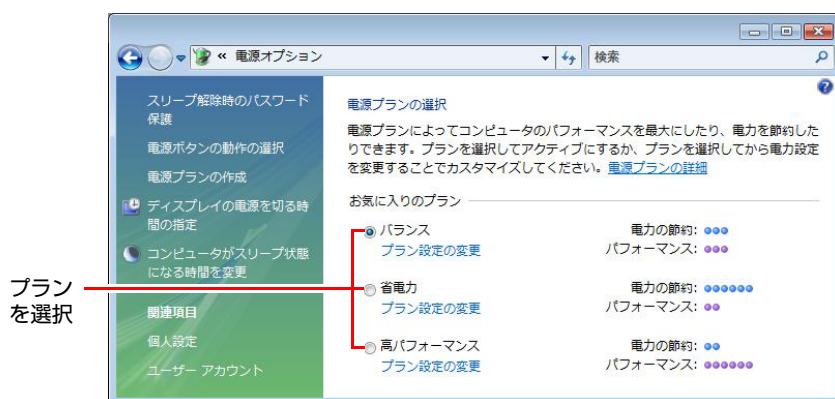 « 電源オプション
検索
スリープ解除時のパスワード
保護
電源ボタンの動作の選択
電源プランの作成
ディスプレイの電源を切る時
間の指定
コンピュータがスリープ状態
になる時間を変更
関連項目
個人設定
ユーザー アカウント
プラン
を選択
電源プランの選択
電源プランによってコンピュータのパフォーマンスを最大にしたり、電力を節約した
りできます。プランを選択してアクティブにするか、プランを選択してから電力設定
を変更することでカスタマイズしてください。電源プランの詳細
お気に入りのプラン
バランス 電力の節約:
プラン設定の変更 パフォーマンス:
省電力 電力の節約:
プラン設定の変更 パフォーマンス:
高パフォーマンス 電力の節約:
プラン設定の変更 パフォーマンス: